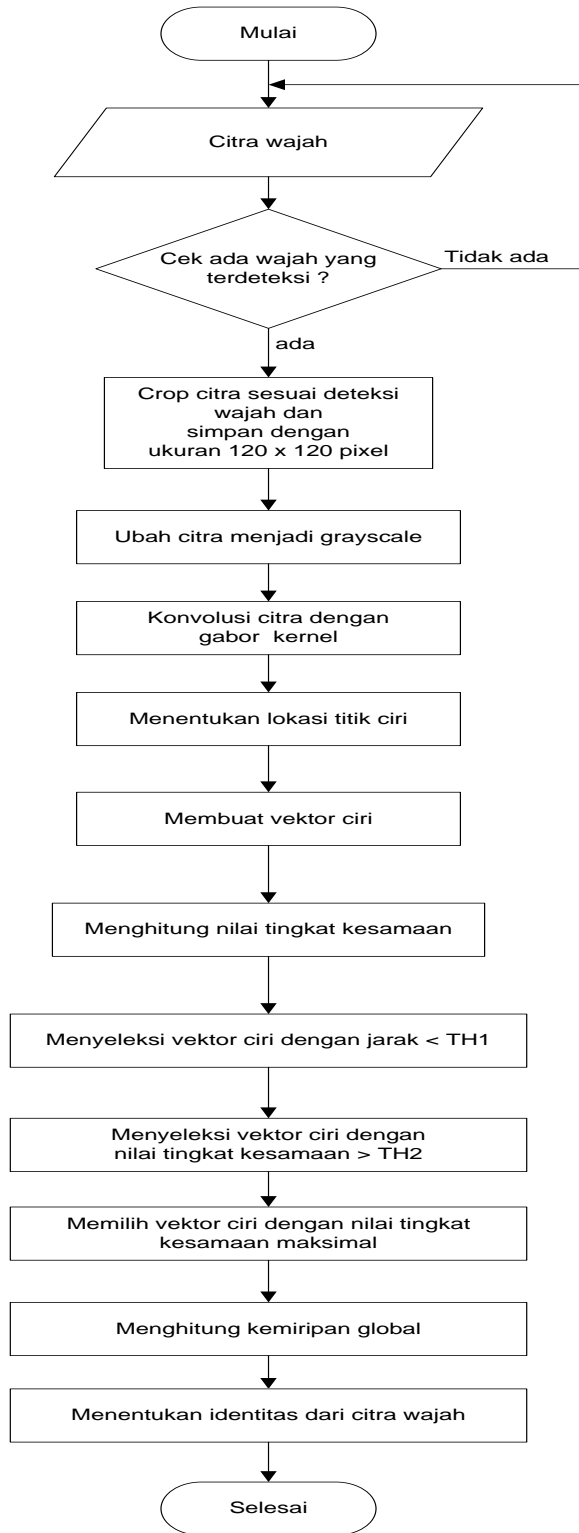 Mulai
Citra wajah
Cek ada wajah yang
terdeteksi ?
Tidak ada
ada
Crop citra sesuai deteksi
wajah dan
simpan dengan
ukuran 120 x 120 pixel
Ubah citra menjadi grayscale
Konvolusi citra dengan
gabor kernel
Menentukan lokasi titik ciri
Membuat vektor ciri
Menghitung nilai tingkat kesamaan
Menyeleksi vektor ciri dengan jarak < TH1
Menyeleksi vektor ciri dengan
nilai tingkat kesamaan > TH2
Memilih vektor ciri dengan nilai tingkat
kesamaan maksimal
Menghitung kemiripan global
Menentukan identitas dari citra wajah
Selesai